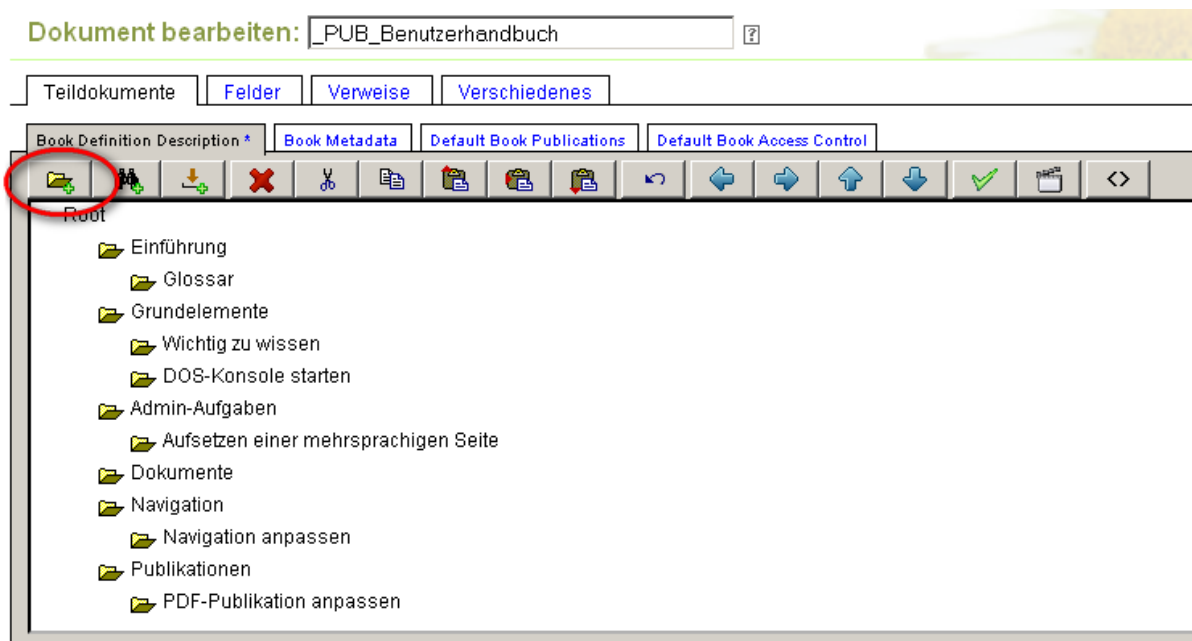 Dokument bearbeiten: _PUB_Benutzerhandbuch ?
Teildokumente Felder Verweise Verschiedenes
Book Definition Description * Book Metadata Default Book Publications Default Book Access Control
Root
Einführung
Glossar
Grundelemente
Wichtig zu wissen
DOS-Konsole starten
Admin-Aufgaben
Aufsetzen einer mehrsprachigen Seite
Dokumente
Navigation
Navigation anpassen
Publikationen
PDF-Publikation anpassen